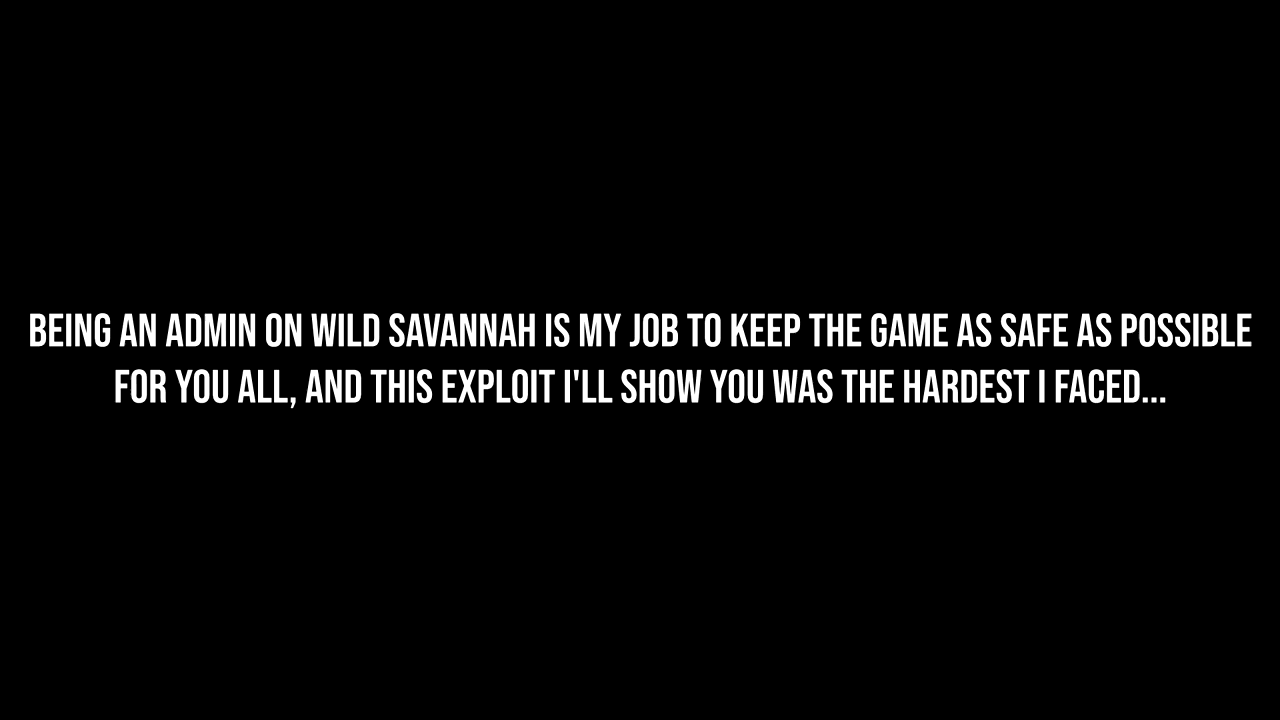 BEING AN ADMIN ON WILD SAVANNAH IS MY JOB TO KEEP THE GAME AS SAFE AS POSSIBLE
FOR YOU ALL, AND THIS EXPLOIT I'LL SHOW YOU WAS THE HARDEST I FACED...